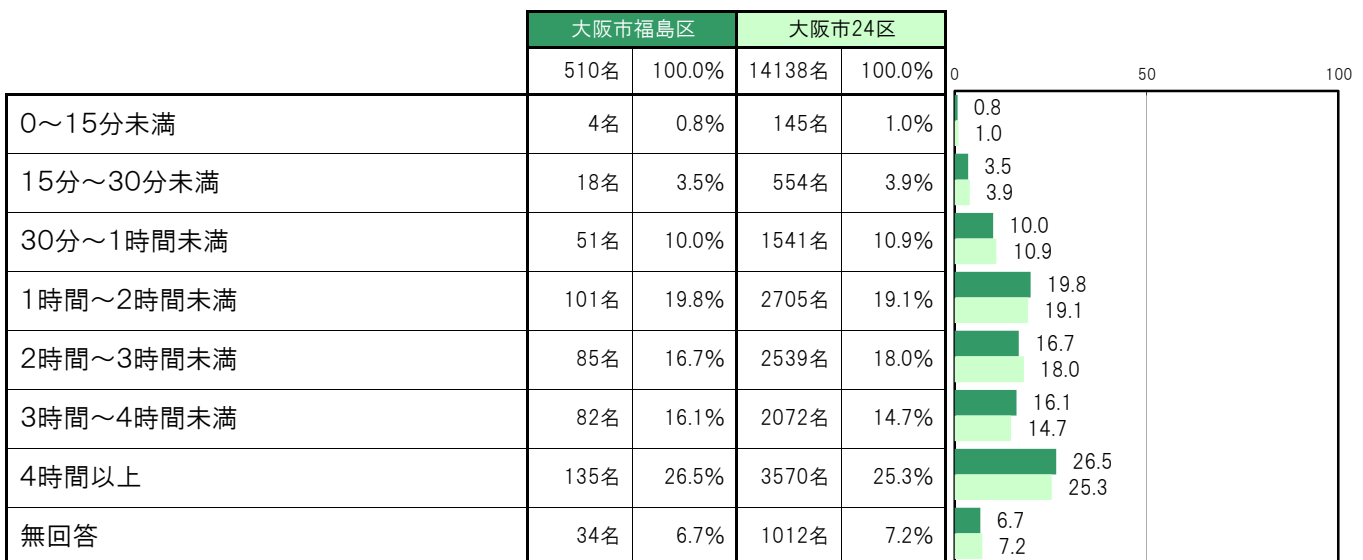 大阪市福島区 大阪市24区
510名 100.0% 14138名 100.0% 0 50 100
0～15分未満 4名 0.8% 145名 1.0% 0.8 1.0
15分～30分未満 18名 3.5% 554名 3.9% 3.5 3.9
30分～1時間未満 51名 10.0% 1541名 10.9% 10.0 10.9
1時間～2時間未満 101名 19.8% 2705名 19.1% 19.8 19.1
2時間～3時間未満 85名 16.7% 2539名 18.0% 16.7 18.0
3時間～4時間未満 82名 16.1% 2072名 14.7% 16.1 14.7
4時間以上 135名 26.5% 3570名 25.3% 26.5 25.3
無回答 34名 6.7% 1012名 7.2% 6.7 7.2